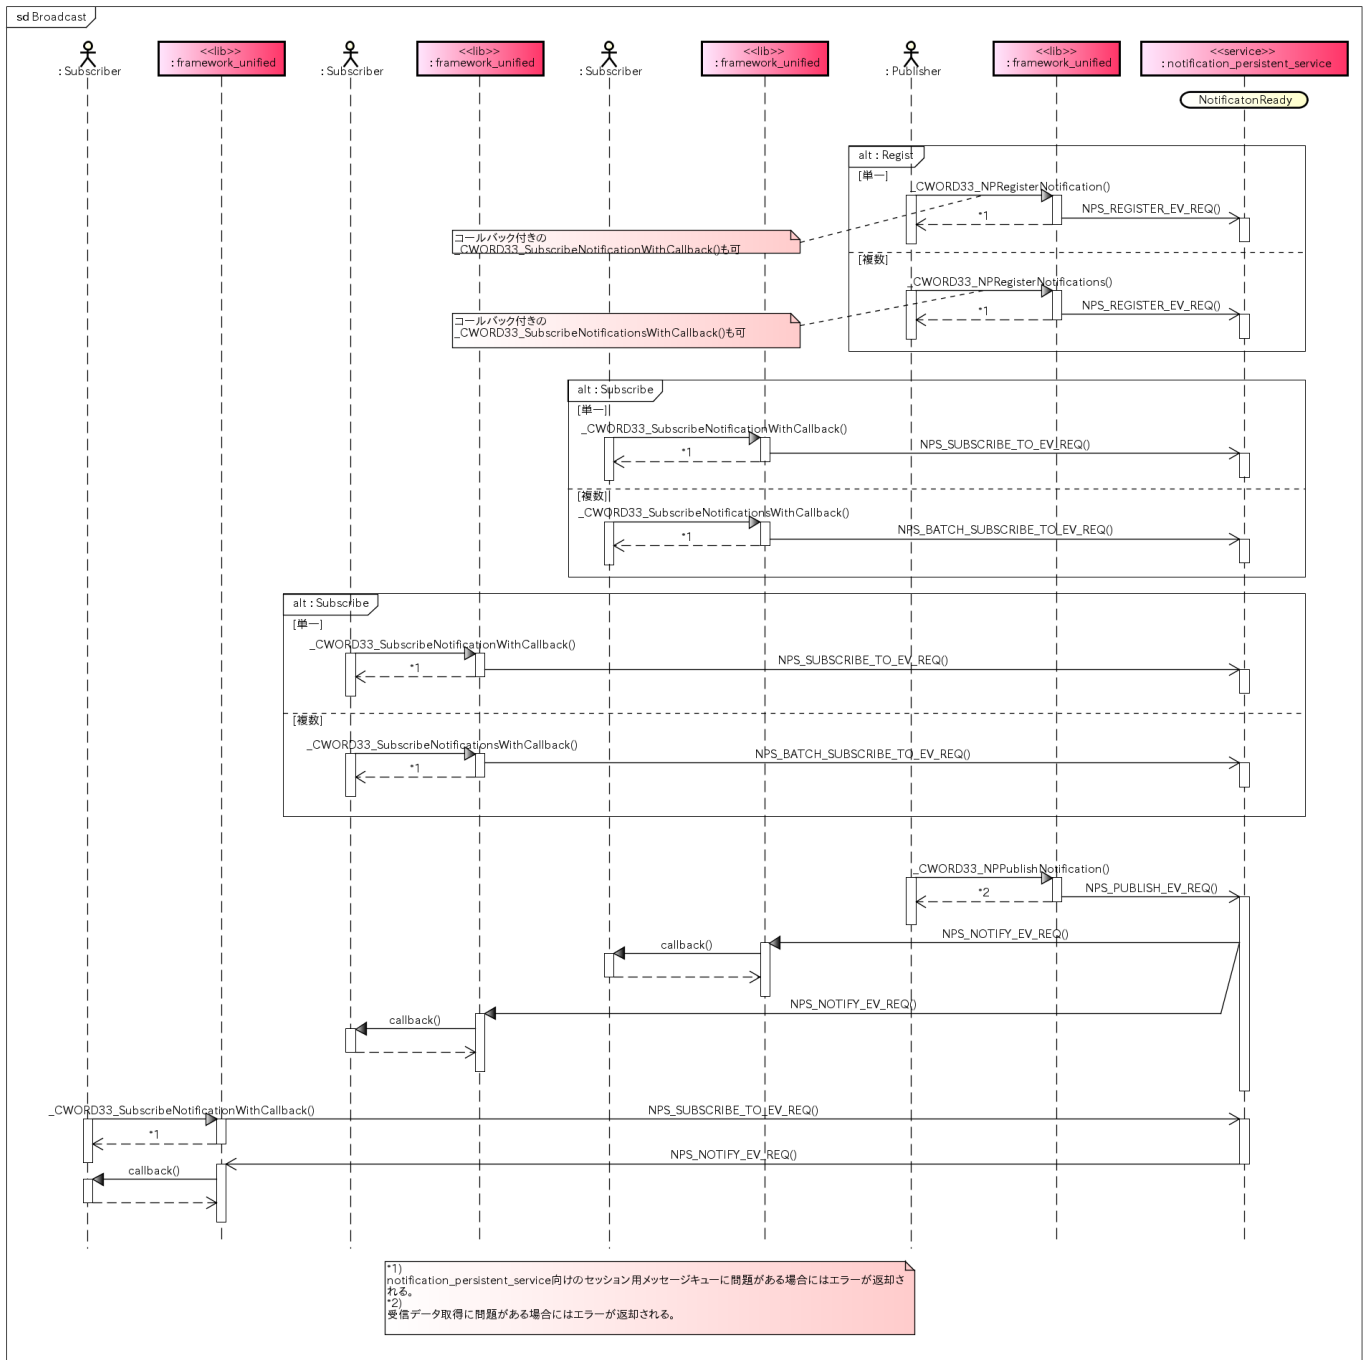 sd Broadcast
<<lib>>
: Subscriber
: framework_unified
<<lib>>
: Subscriber
: framework_unified
<<lib>>
: Subscriber
: framework_unified
<<lib>>
: Publisher
: framework_unified
<<service>>
: notification_persistent_service
NotificatonReady
alt : Regist
[単一]
_CWORD33_NPRegisterNotification()
NPS_REGISTER_EV_REQ()
*1
コールバック付きの
_CWORD33_SubscribeNotificationWithCallback()も可
[複数]
_CWORD33_NPRegisterNotifications()
NPS_REGISTER_EV_REQ()
*1
コールバック付きの
_CWORD33_SubscribeNotificationsWithCallback()も可
alt : Subscribe
[単一]
_CWORD33_SubscribeNotificationWithCallback()
NPS_SUBSCRIBE_TO_EV_REQ()
*1
[複数]
_CWORD33_SubscribeNotificationsWithCallback()
NPS_BATCH_SUBSCRIBE_TO_EV_REQ()
*1
alt : Subscribe
[単一]
_CWORD33_SubscribeNotificationWithCallback()
NPS_SUBSCRIBE_TO_EV_REQ()
*1
[複数]
_CWORD33_SubscribeNotificationsWithCallback()
NPS_BATCH_SUBSCRIBE_TO_EV_REQ()
*1
_CWORD33_NPPublishNotification()
NPS_PUBLISH_EV_REQ()
*2
NPS_NOTIFY_EV_REQ()
callback()
NPS_NOTIFY_EV_REQ()
callback()
_CWORD33_SubscribeNotificationWithCallback()
NPS_SUBSCRIBE_TO_EV_REQ()
*1
NPS_NOTIFY_EV_REQ()
callback()
*1)
notification_persistent_service向けのセッション用メッセージキューに問題がある場合にはエラーが返却さ
れる。
*2)
受信データ取得に問題がある場合にはエラーが返却される。